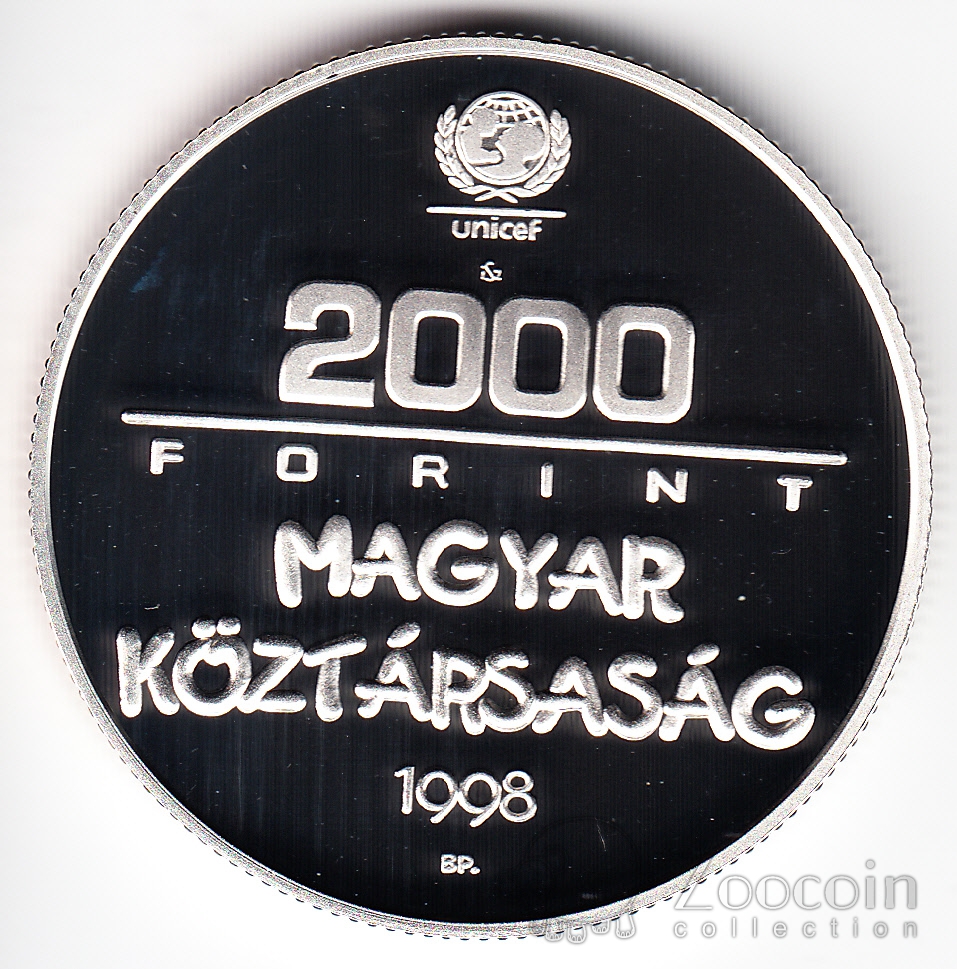 unicef
2000
FORINT
MAGYAR
KÖZTÁRSASÁG
1998
BP.
Zoocoin
collection